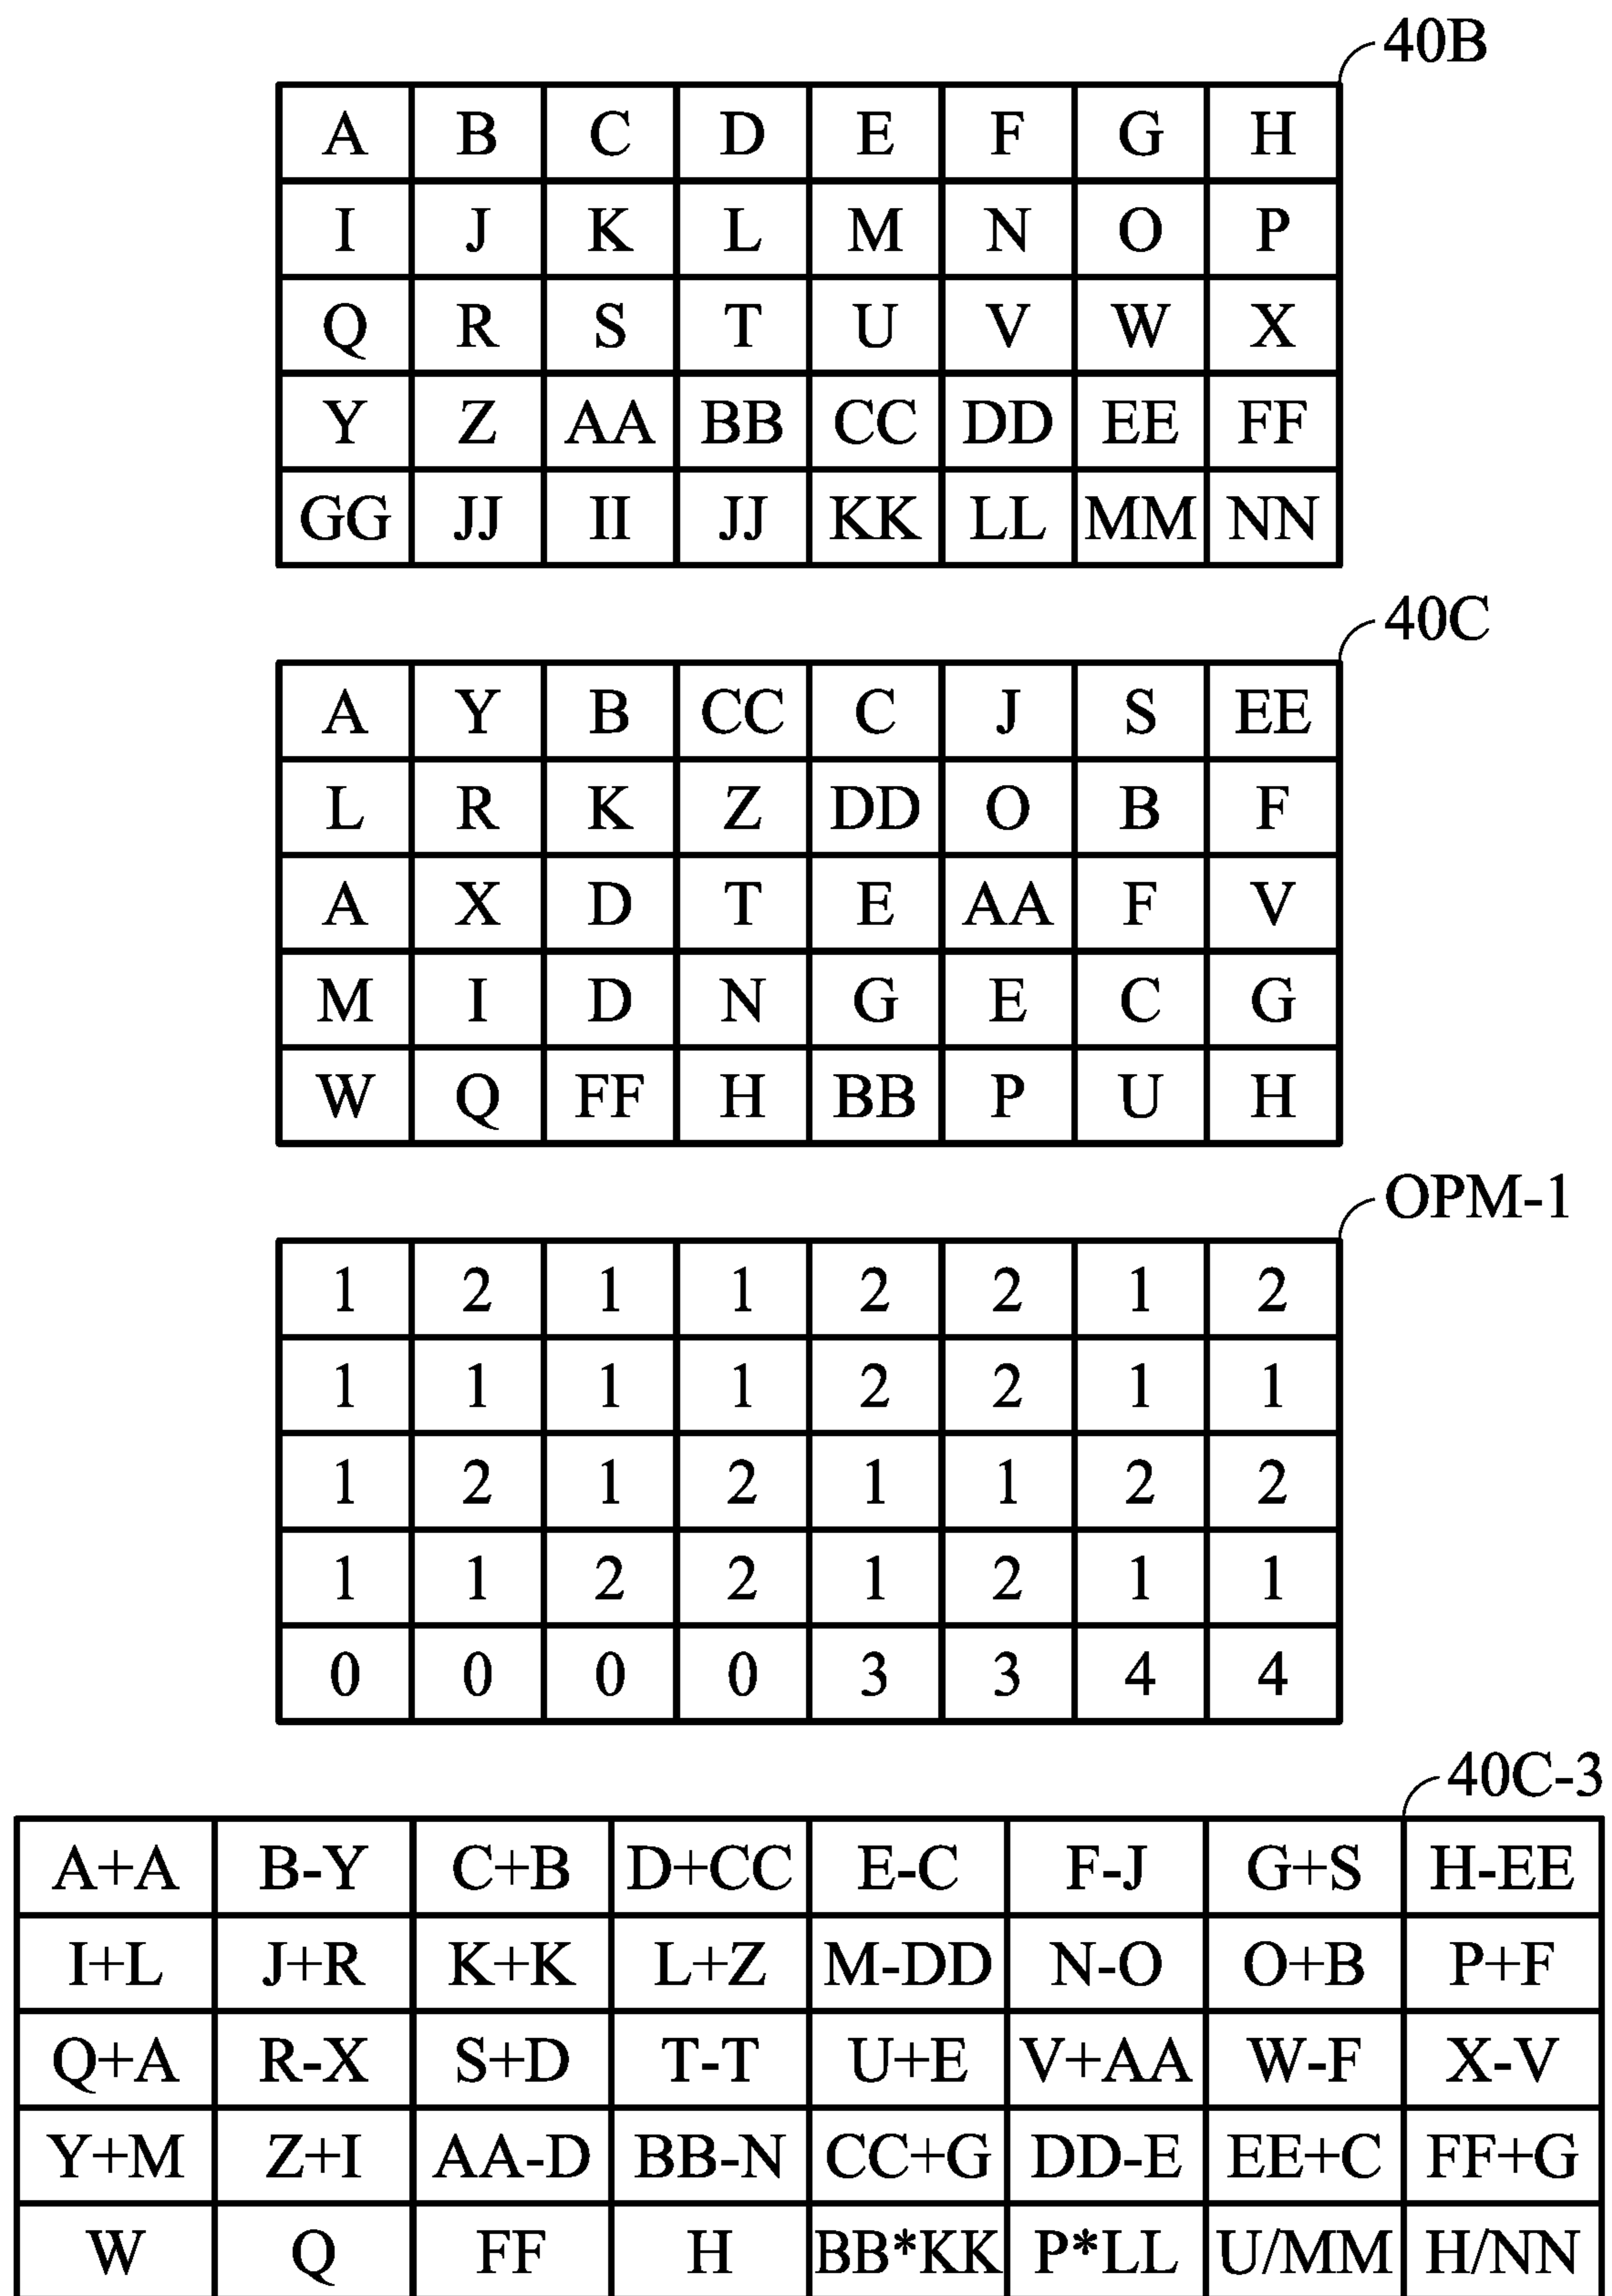 40B
A B C D E F G H
I J K L M N O P
Q R S T U V W X
Y Z AA BB CC DD EE FF
GG JJ II JJ KK LL MM NN
40C
A Y B CC C J S EE
L R K Z DD O B F
A X D T E AA F V
M I D N G E C G
W Q FF H BB P U H
OPM-1
1 2 1 1 2 2 1 2
1 1 1 1 2 2 1 1
1 2 1 2 1 1 2 2
1 1 2 2 1 2 1 1
0 0 0 0 3 3 4 4
40C-3
A+A B-Y C+B D+CC E-C F-J G+S H-EE
I+L J+R K+K L+Z M-DD N-O O+B P+F
Q+A R-X S+D T-T U+E V+AA W-F X-V
Y+M Z+I AA-D BB-N CC+G DD-E EE+C FF+G
W Q FF H BB*KK P*LL U/MM H/NN